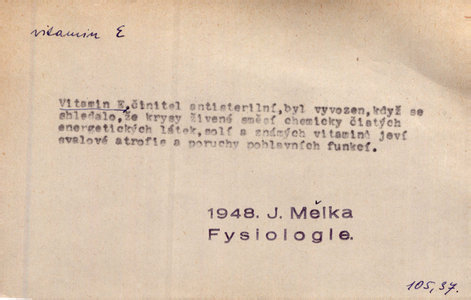 vitamin E
Vitamin E,činitel antisterilní,byl vyvozen,když se
shledalo,že krysy živené směsí chemicky čistých
energetických látek,solí a známých vitaminů jeví
svalové atrofie a poruchy pohlavních funkcí.
1948. J. Mělka
Fysiologie.
105,37.